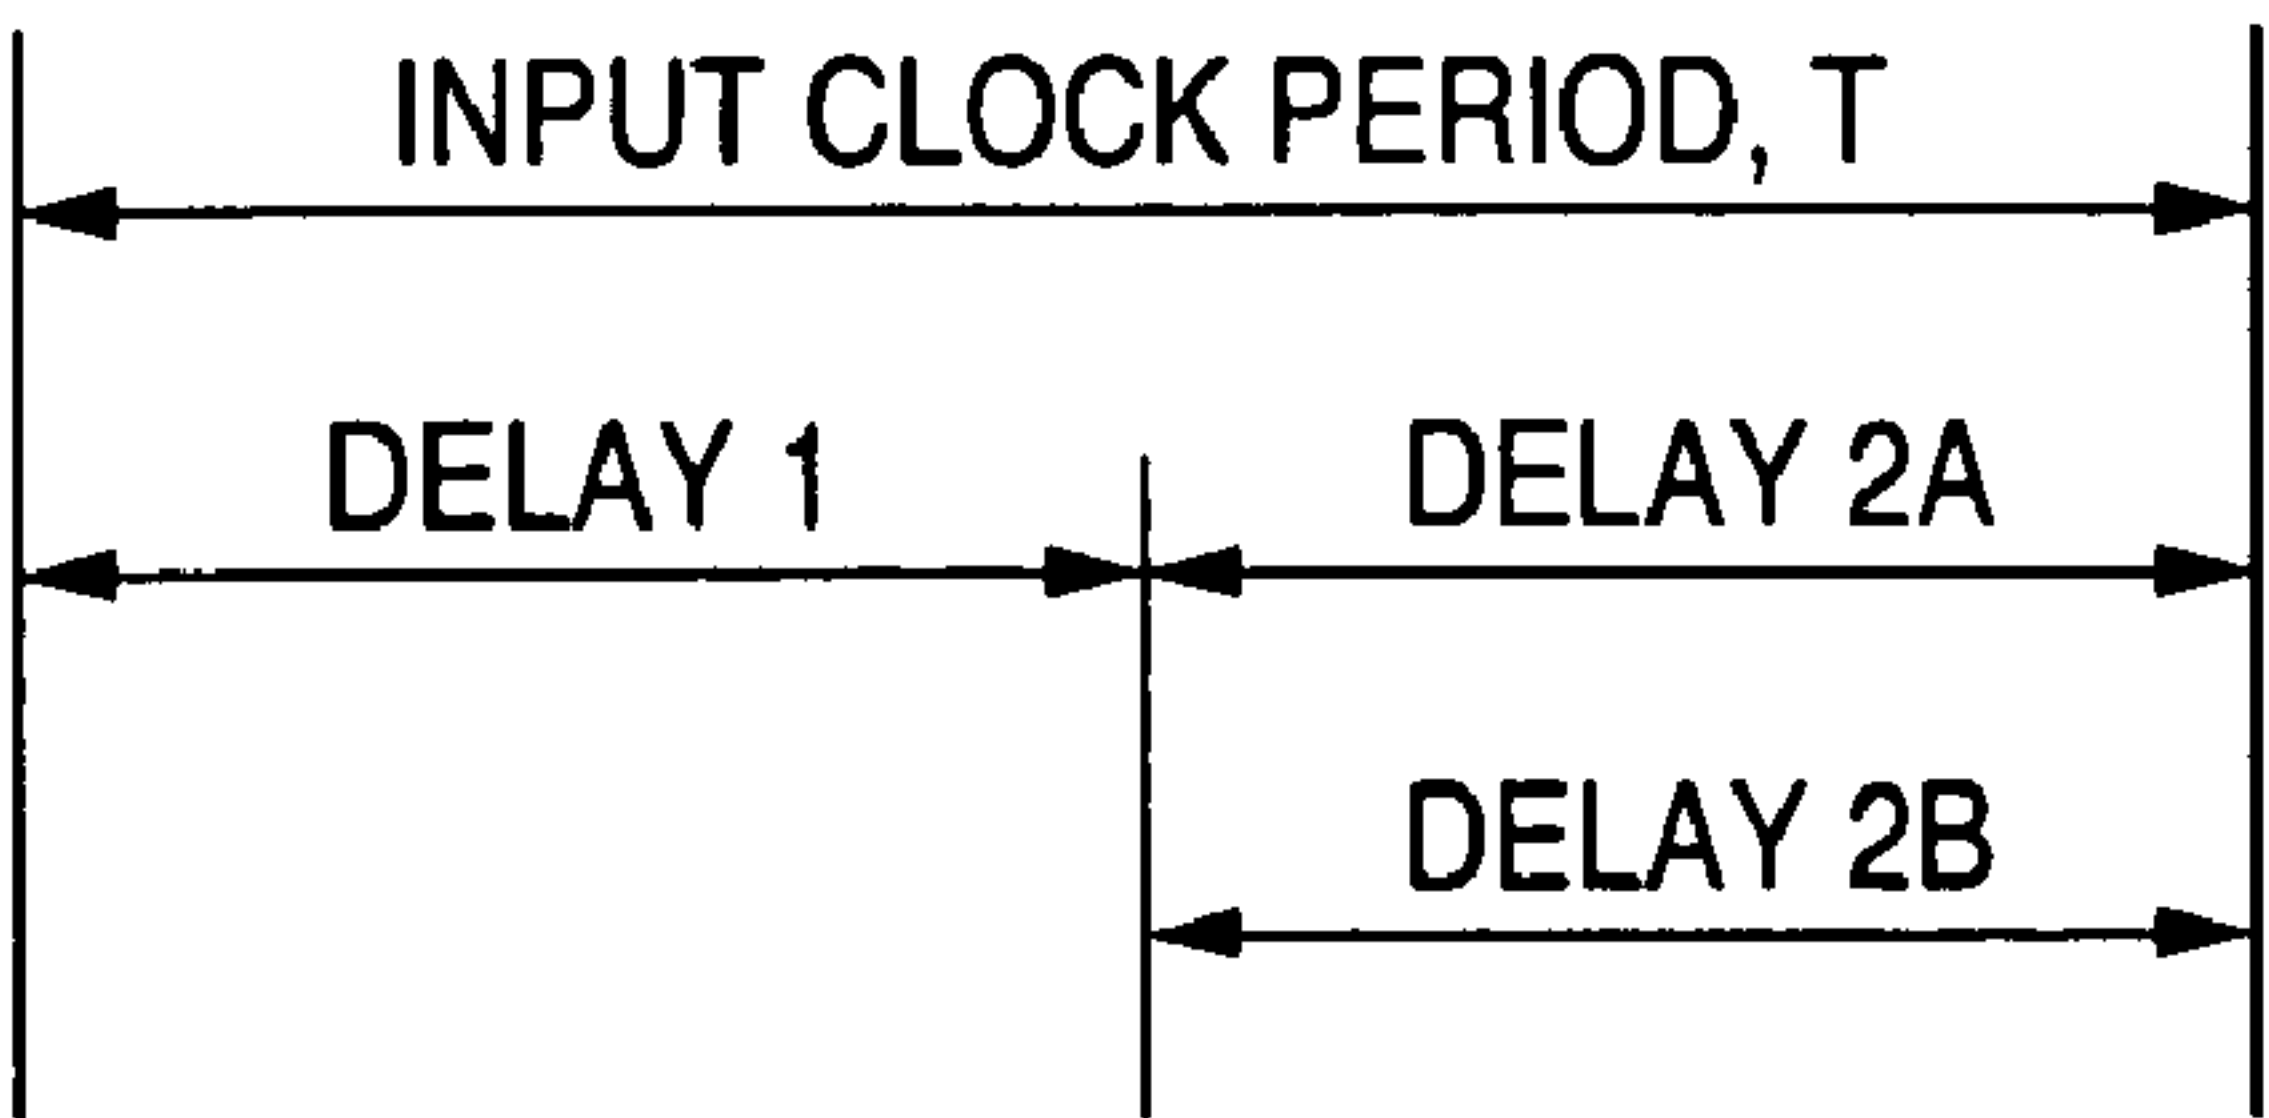 INPUT CLOCK PERIOD, T
DELAY 1
DELAY 2A
DELAY 2B